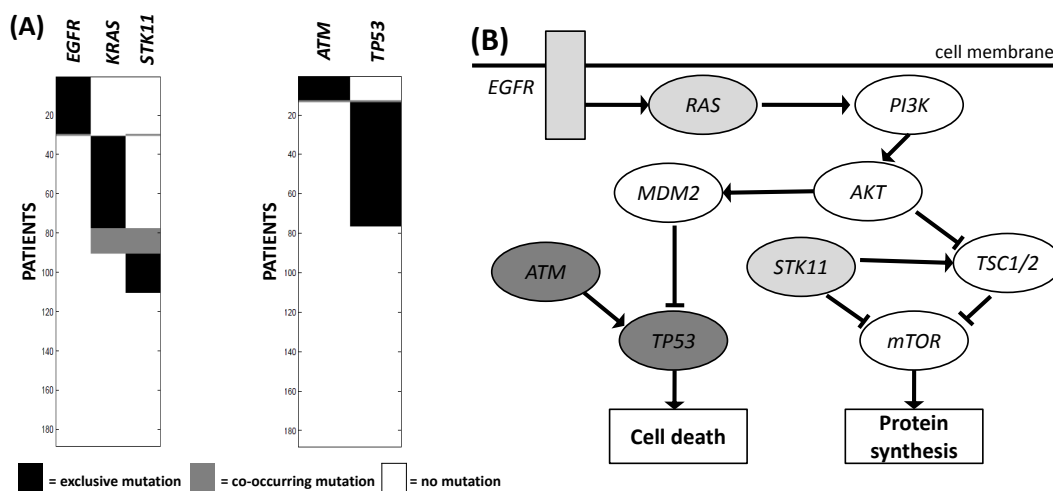 (A)
EGFR
KRAS
STK11
ATM
TP53
PATIENTS
20
40
60
80
100
120
140
160
180
PATIENTS
20
40
60
80
100
120
140
160
180
= exclusive mutation
= co-occurring mutation
= no mutation
(B)
cell membrane
EGFR
RAS
PI3K
MDM2
AKT
ATM
STK11
TSC1/2
TP53
mTOR
Cell death
Protein
synthesis